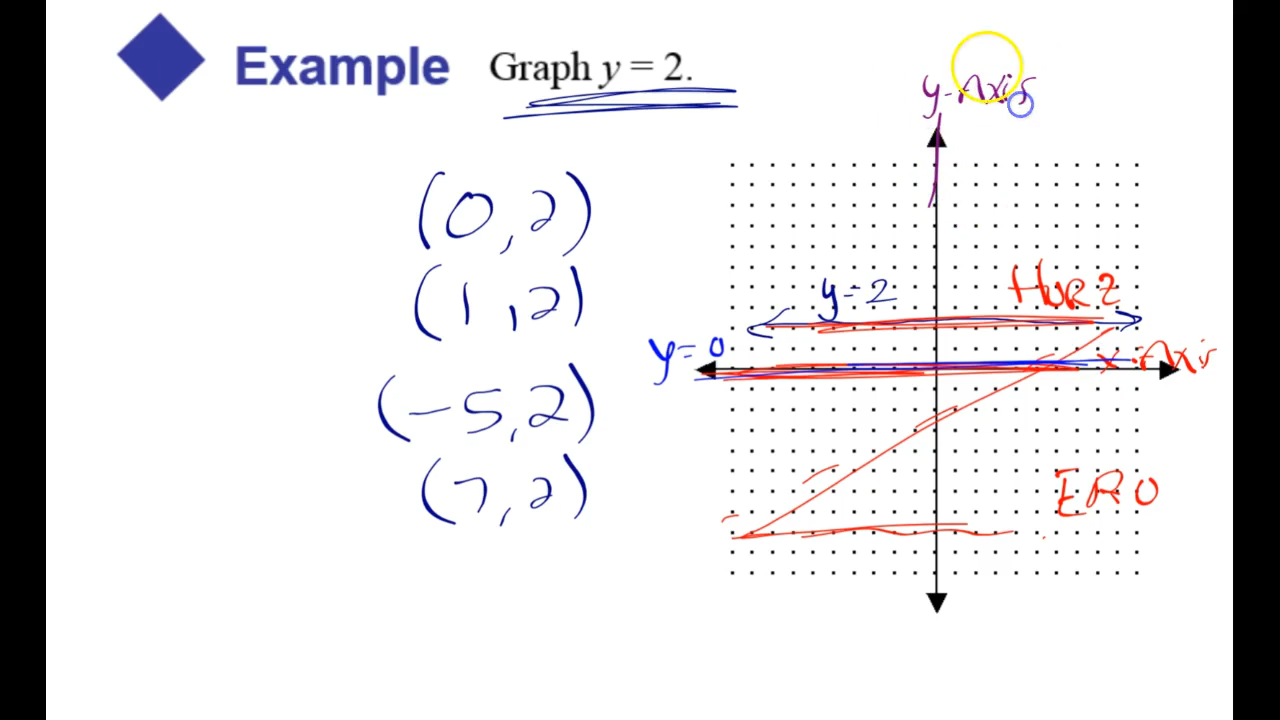 Example Graph y = 2.
y-Axis
(0,2)
(1,2)
y=2
HORZ
y=0
x-Axis
(-5,2)
(7,2)
ERO